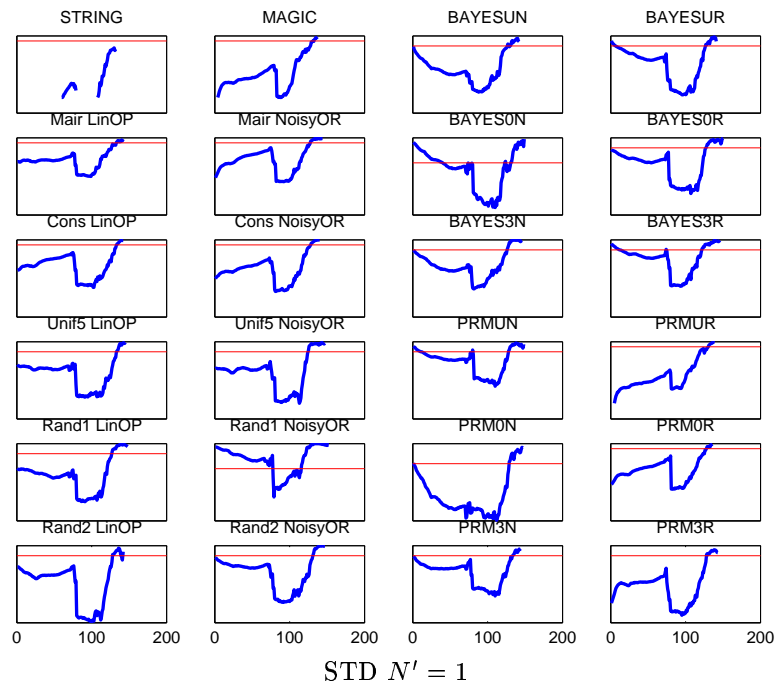 STRING MAGIC BAYESUN BAYESUR
Mair LinOP Mair NoisyOR BAYES0N BAYES0R
Cons LinOP Cons NoisyOR BAYES3N BAYES3R
Unif5 LinOP Unif5 NoisyOR PRMUN PRMUR
Rand1 LinOP Rand1 NoisyOR PRM0N PRM0R
Rand2 LinOP Rand2 NoisyOR PRM3N PRM3R
0 100 200 0 100 200 0 100 200 0 100 200
STD N′ = 1